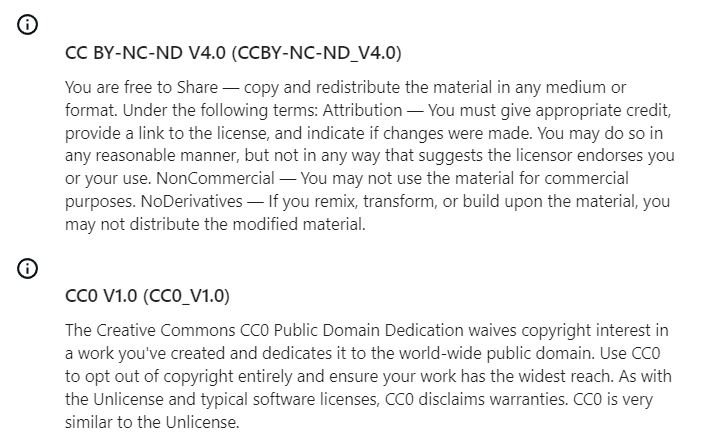 CC BY-NC-ND V4.0 (CCBY-NC-ND_V4.0)
You are free to Share — copy and redistribute the material in any medium or
format. Under the following terms: Attribution — You must give appropriate credit,
provide a link to the license, and indicate if changes were made. You may do so in
any reasonable manner, but not in any way that suggests the licensor endorses you
or your use. NonCommercial — You may not use the material for commercial
purposes. NoDerivatives — If you remix, transform, or build upon the material, you
may not distribute the modified material.
CC0 V1.0 (CC0_V1.0)
The Creative Commons CC0 Public Domain Dedication waives copyright interest in
a work you've created and dedicates it to the world-wide public domain. Use CC0
to opt out of copyright entirely and ensure your work has the widest reach. As with
the Unlicense and typical software licenses, CC0 disclaims warranties. CC0 is very
similar to the Unlicense.